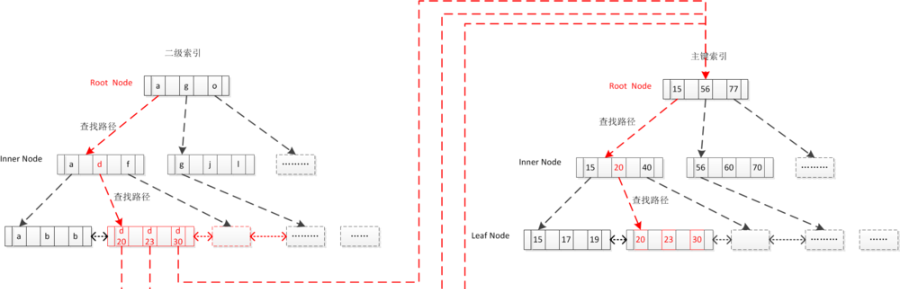 二级索引
Root Node
a g o
查找路径
Inner Node
a d f
g j l
………
查找路径
a b b
d d d
20 23 30
………
……
主键索引
Root Node
15 56 77
查找路径
Inner Node
15 20 40
56 60 70
………
查找路径
Leaf Node
15 17 19
20 23 30
………
……